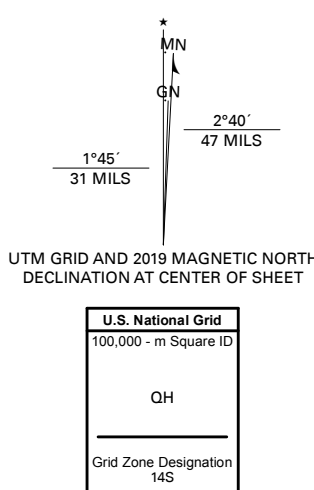 ★
MN
GN
2°40´
47 MILS
1°45´
31 MILS
UTM GRID AND 2019 MAGNETIC NORTH
DECLINATION AT CENTER OF SHEET
U.S. National Grid
100,000 - m Square ID
QH
Grid Zone Designation
14S